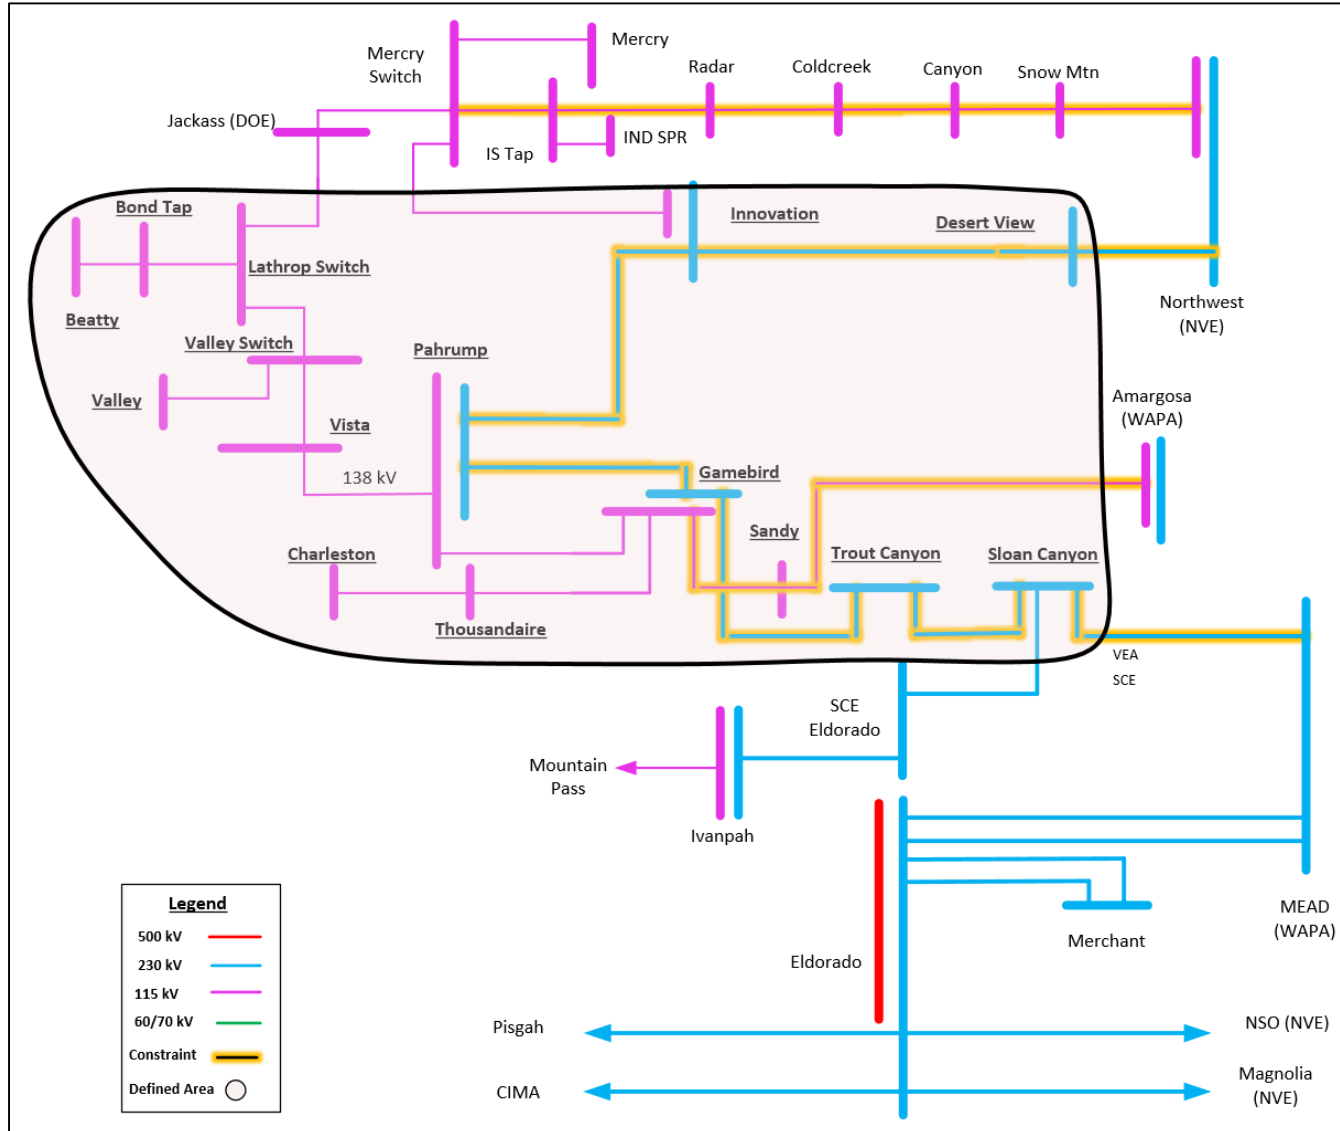 Mercry
Switch
Mercry
Radar
Coldcreek
Canyon
Snow Mtn
Jackass (DOE)
IS Tap
IND SPR
Bond Tap
Innovation
Desert View
Lathrop Switch
Beatty
Northwest
(NVE)
Valley Switch
Pahrump
Valley
Vista
Amargosa
(WAPA)
138 kV
Gamebird
Sandy
Charleston
Trout Canyon
Sloan Canyon
Thousandaire
VEA
SCE
SCE
Eldorado
Mountain
Pass
Ivanpah
Legend
500 kV
230 kV
115 kV
60/70 kV
Constraint
Defined Area
MEAD
(WAPA)
Merchant
Eldorado
Pisgah
NSO (NVE)
CIMA
Magnolia
(NVE)